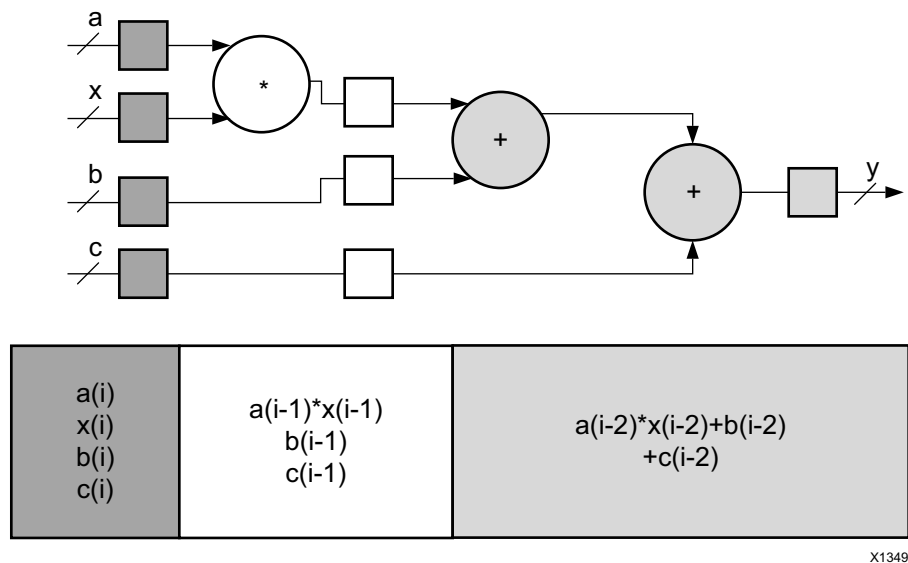 a
x
*
b
+
+
y
c
a(i)
x(i)
b(i)
c(i)
a(i-1)*x(i-1)
b(i-1)
c(i-1)
a(i-2)*x(i-2)+b(i-2)
+c(i-2)
X1349